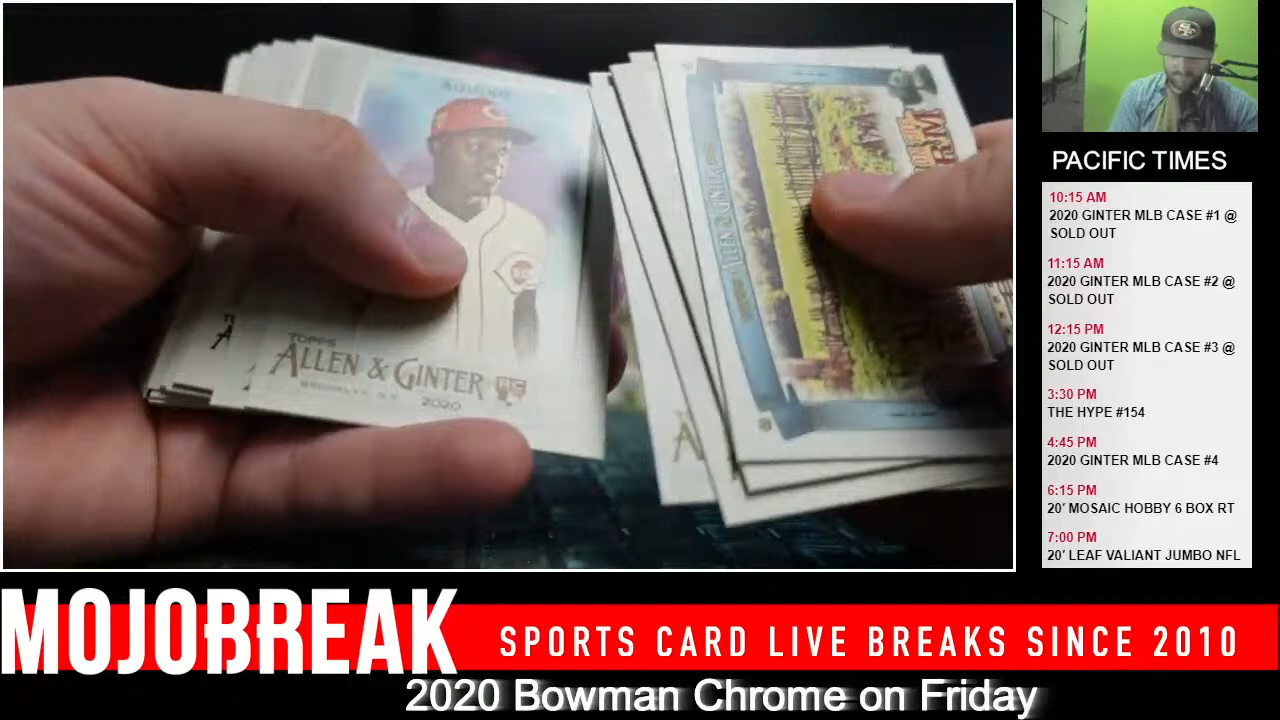 AQUINO
TOPPS
ALLEN & GINTER
BROOKLYN, N.Y.
2020
RC
PACIFIC TIMES
10:15 AM
2020 GINTER MLB CASE #1 @
SOLD OUT
11:15 AM
2020 GINTER MLB CASE #2 @
SOLD OUT
12:15 PM
2020 GINTER MLB CASE #3 @
SOLD OUT
3:30 PM
THE HYPE #154
4:45 PM
2020 GINTER MLB CASE #4
6:15 PM
20' MOSAIC HOBBY 6 BOX RT
7:00 PM
20' LEAF VALIANT JUMBO NFL
MOJOBREAK
SPORTS CARD LIVE BREAKS SINCE 2010
2020 Bowman Chrome on Friday